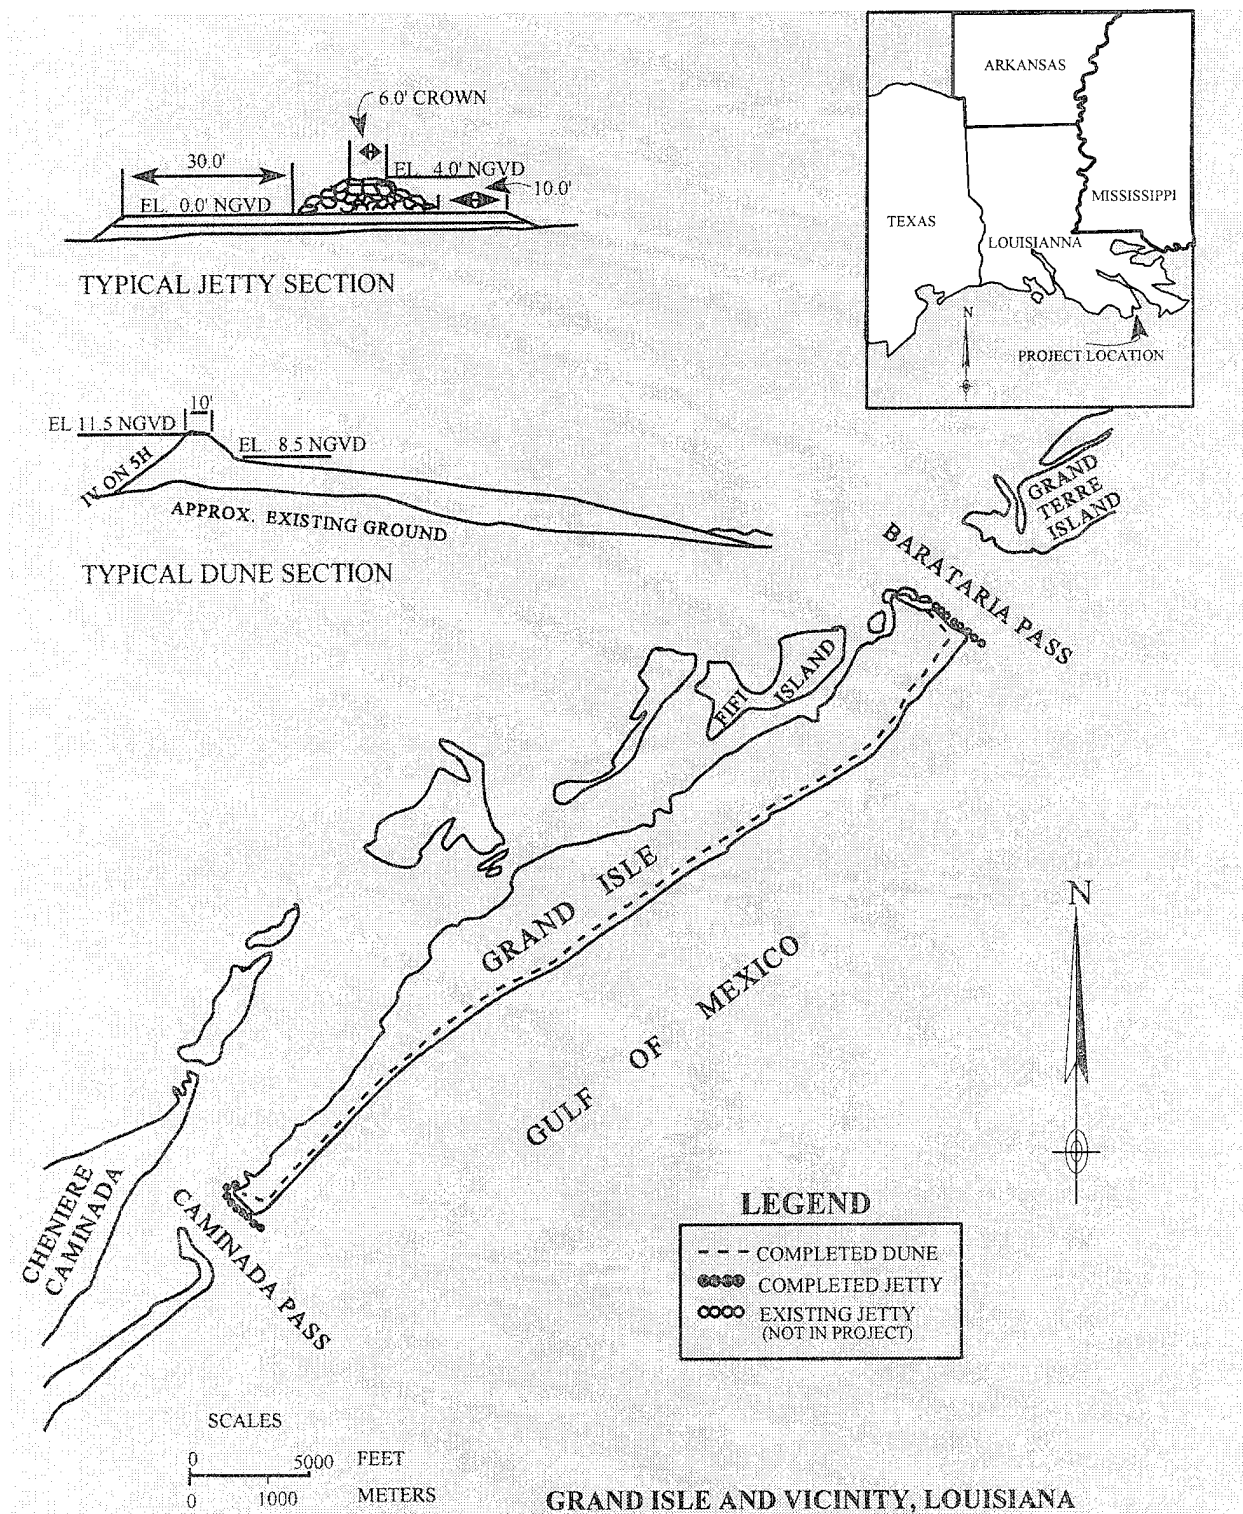 6.0' CROWN
30.0'
EL. 4.0' NGVD
10.0'
EL. 0.0' NGVD
TYPICAL JETTY SECTION
ARKANSAS
MISSISSIPPI
TEXAS
LOUISIANNA
N
PROJECT LOCATION
10'
EL 11.5 NGVD
EL. 8.5 NGVD
1V ON 5H
APPROX. EXISTING GROUND
TYPICAL DUNE SECTION
GRAND
TERRE
ISLAND
BARATARIA PASS
FIFI ISLAND
GRAND ISLE
GULF OF MEXICO
N
CHENIERE
CAMINADA
CAMINADA PASS
LEGEND
COMPLETED DUNE
COMPLETED JETTY
EXISTING JETTY
(NOT IN PROJECT)
SCALES
0 5000 FEET
0 1000 METERS
GRAND ISLE AND VICINITY, LOUISIANA